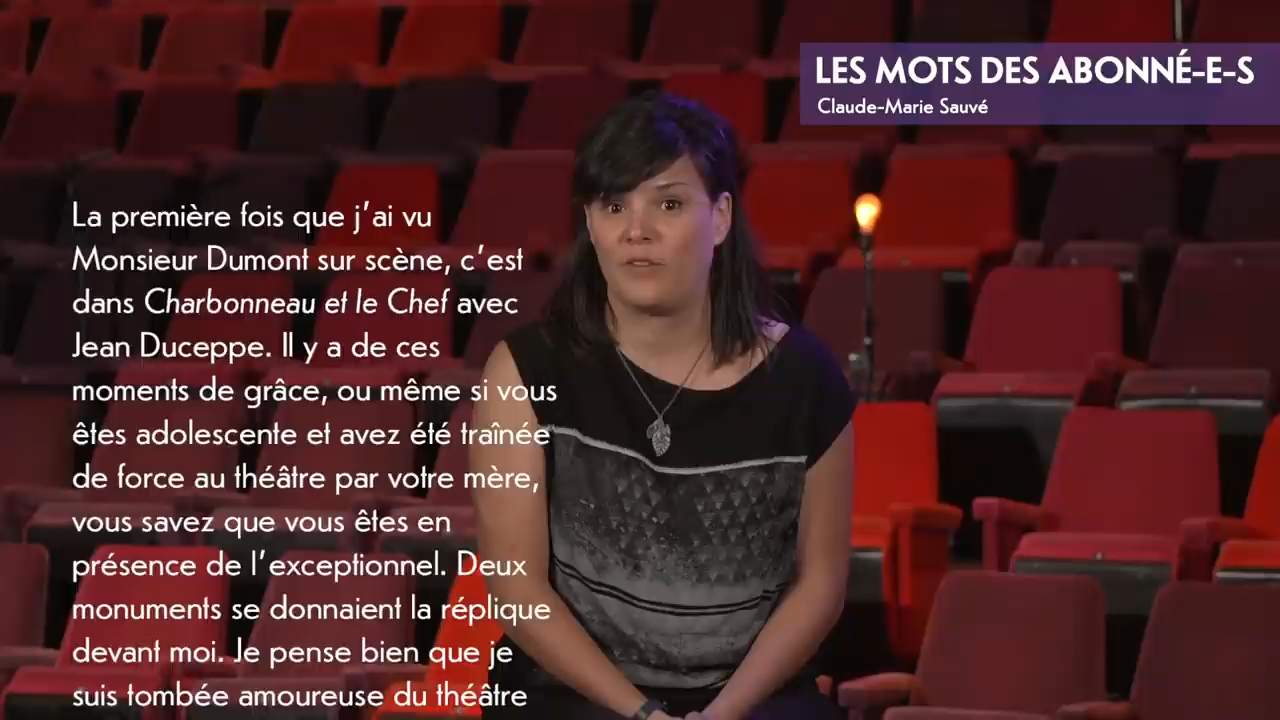 LES MOTS DES ABONNÉ-E-S
Claude-Marie Sauvé
La première fois que j'ai vu
Monsieur Dumont sur scène, c'est
dans Charbonneau et le Chef avec
Jean Duceppe. Il y a de ces
moments de grâce, ou même si vous
êtes adolescente et avez été traînée
de force au théâtre par votre mère,
vous savez que vous êtes en
présence de l'exceptionnel. Deux
monuments se donnaient la réplique
devant moi. Je pense bien que je
suis tombée amoureuse du théâtre